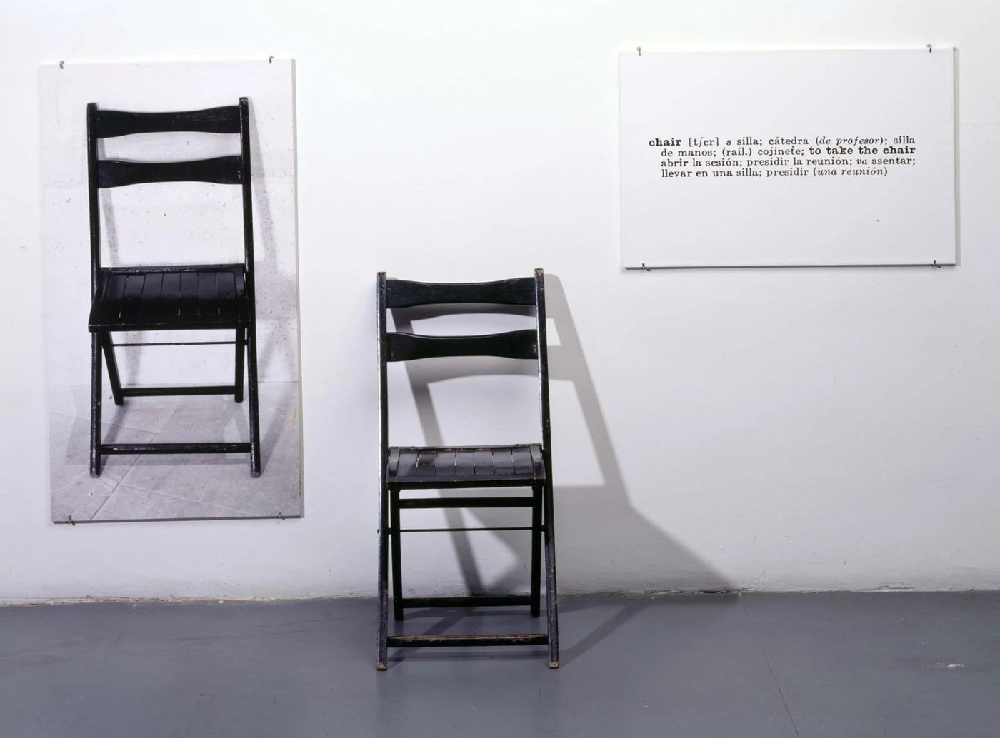 chair [tʃɛr] s silla; cátedra (de profesor); silla
de manos; (rail.) cojinete; to take the chair
abrir la sesión; presidir la reunión; va asentar;
llevar en una silla; presidir (una reunión)